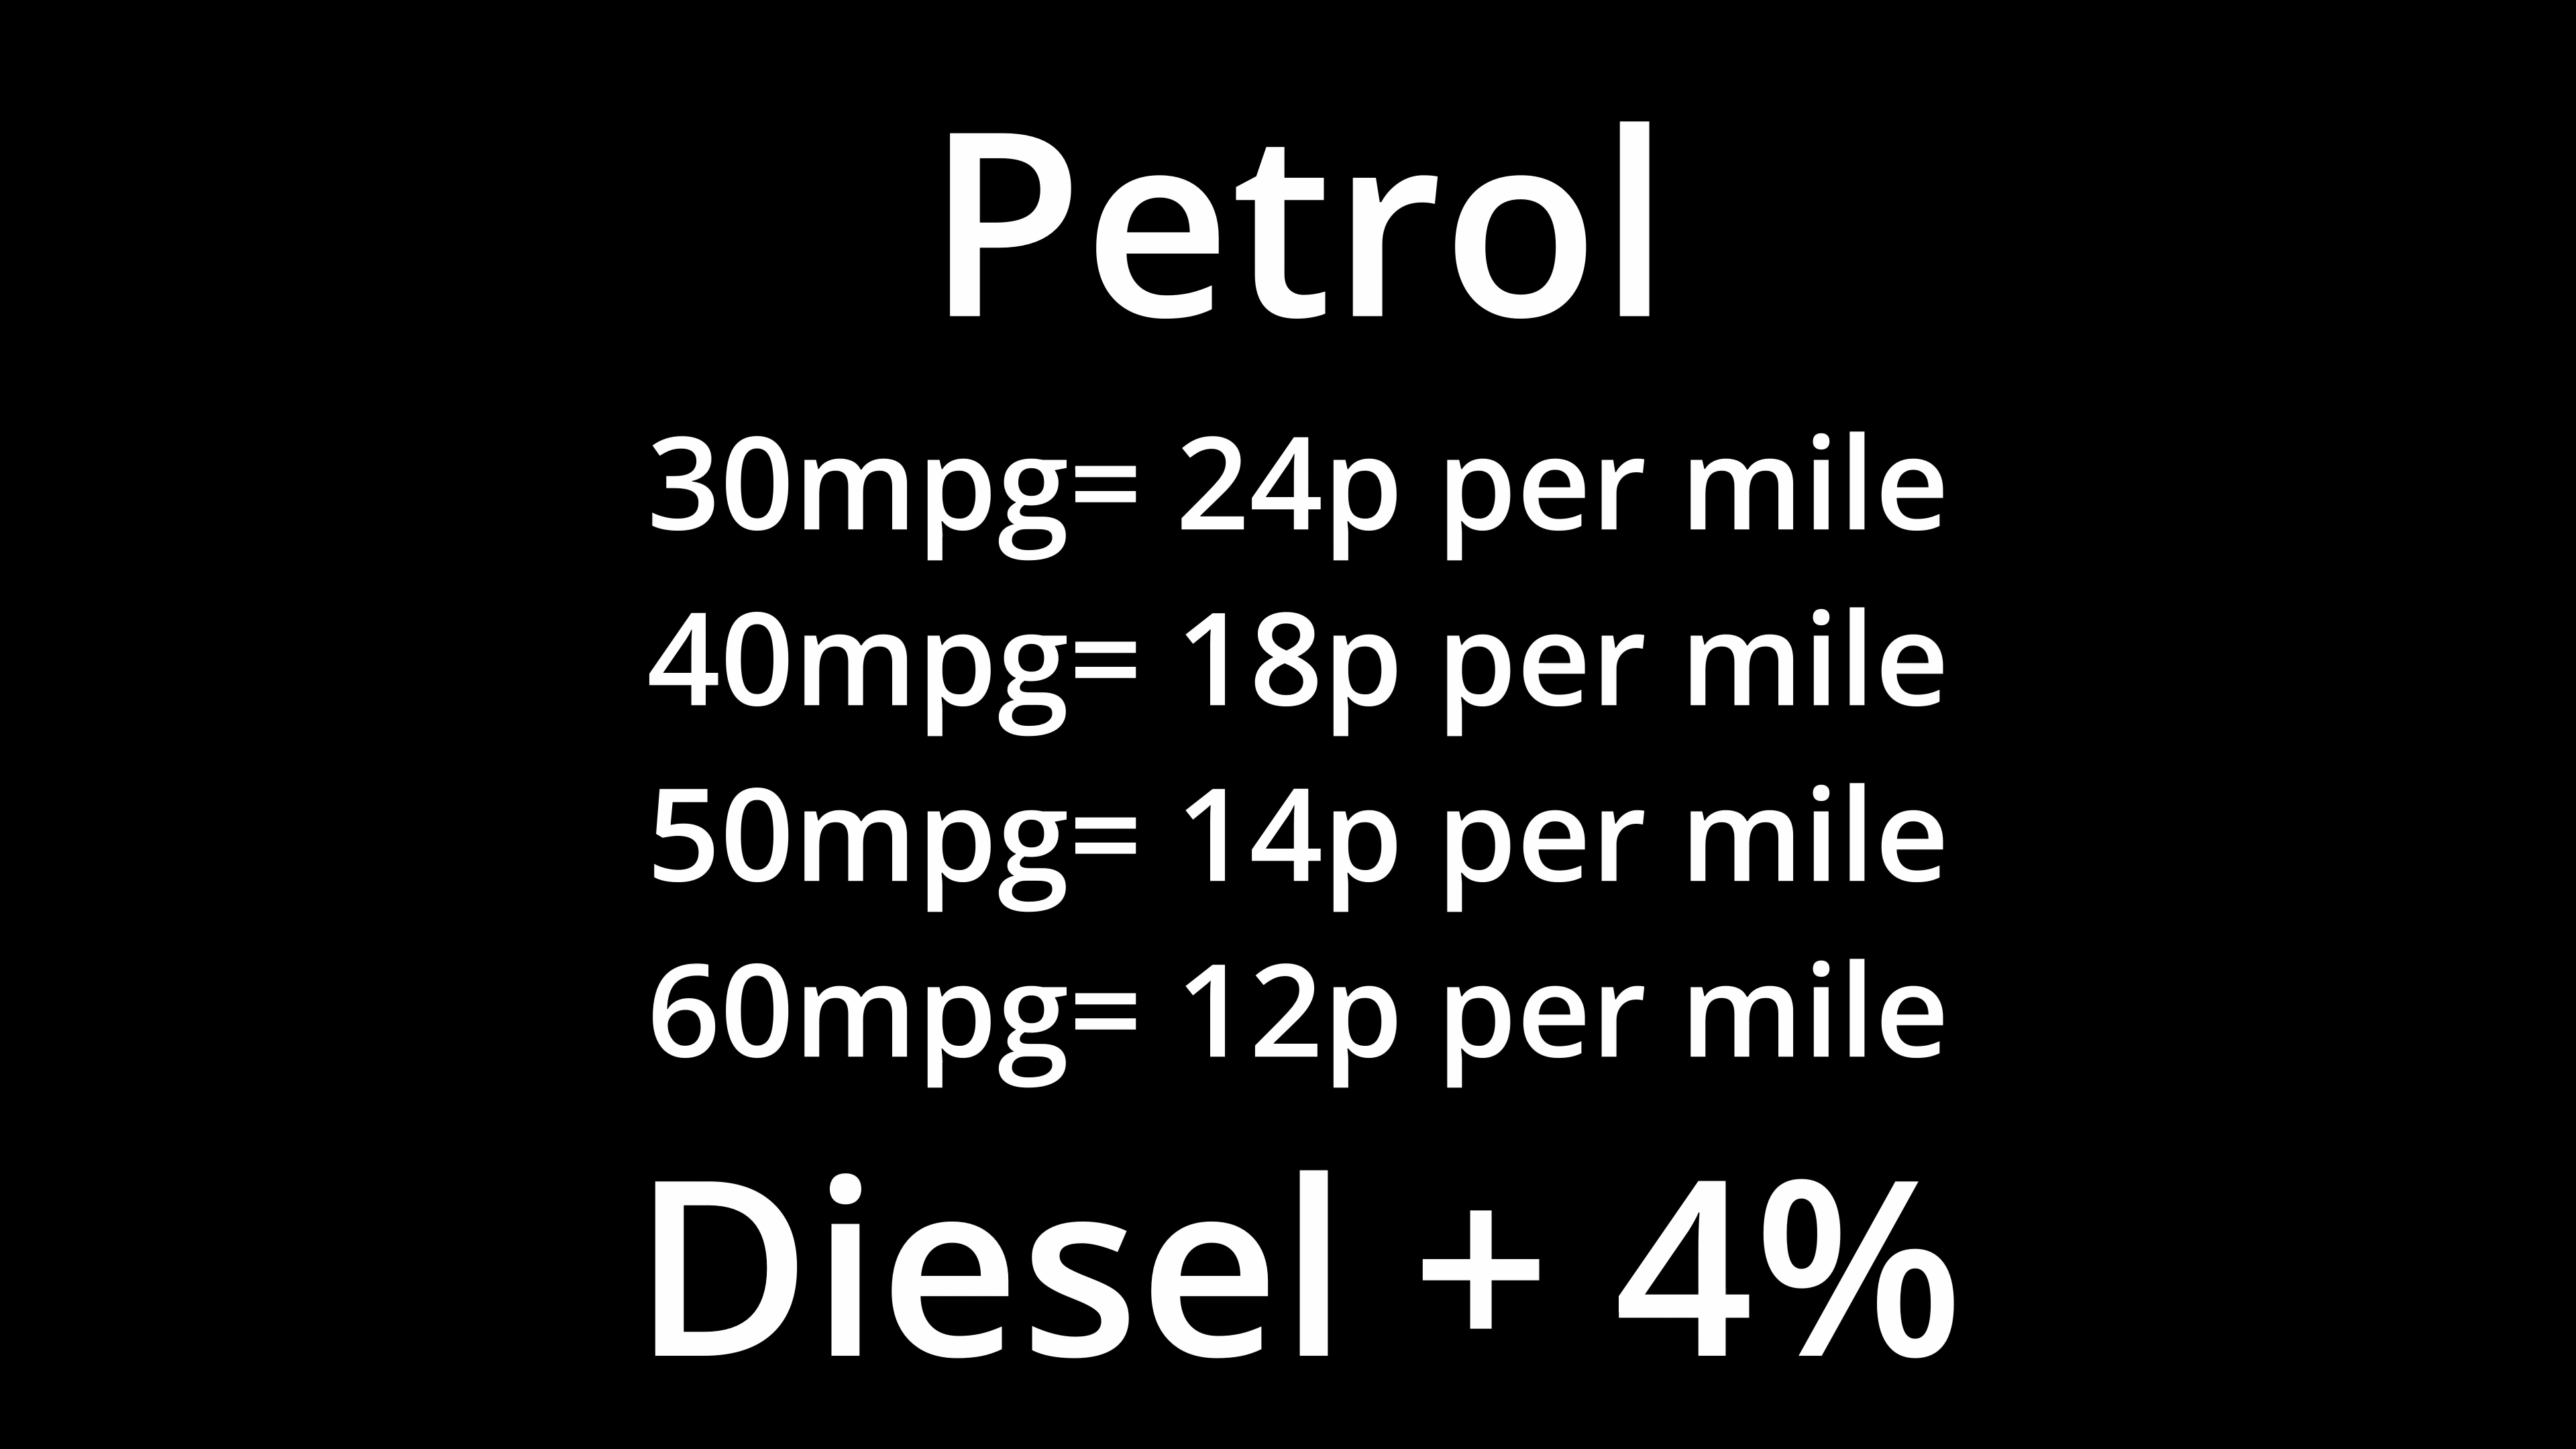 Petrol
30mpg= 24p per mile
40mpg= 18p per mile
50mpg= 14p per mile
60mpg= 12p per mile
Diesel + 4%